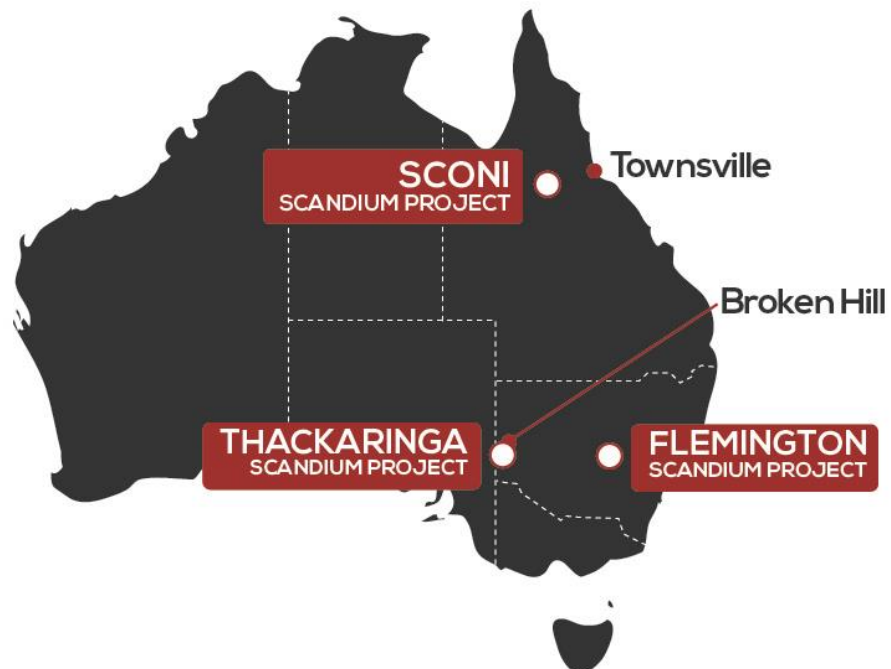 SCONI
SCANDIUM PROJECT
Townsville
Broken Hill
THACKARINGA
SCANDIUM PROJECT
FLEMINGTON
SCANDIUM PROJECT